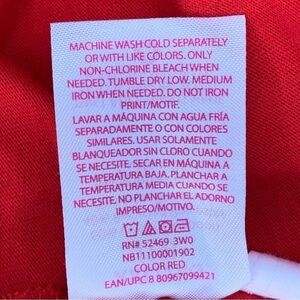 MACHINE WASH COLD SEPARATELY
OR WITH LIKE COLORS. ONLY
NON-CHLORINE BLEACH WHEN
NEEDED. TUMBLE DRY LOW. MEDIUM
IRON WHEN NEEDED. DO NOT IRON
PRINT/MOTIF.
LAVAR A MÁQUINA CON AGUA FRÍA
SEPARADAMENTE O CON COLORES
SIMILARES. USAR SOLAMENTE
BLANQUEADOR SIN CLORO CUANDO
SE NECESITE. SECAR EN MÁQUINA A
TEMPERATURA BAJA. PLANCHAR A
TEMPERATURA MEDIA CUANDO SE
NECESITE. NO PLANCHAR EL ADORNO
IMPRESO/MOTIVO.
RN# 52469 3W0
NB11100001902
COLOR RED
EAN/UPC 8 80967099421